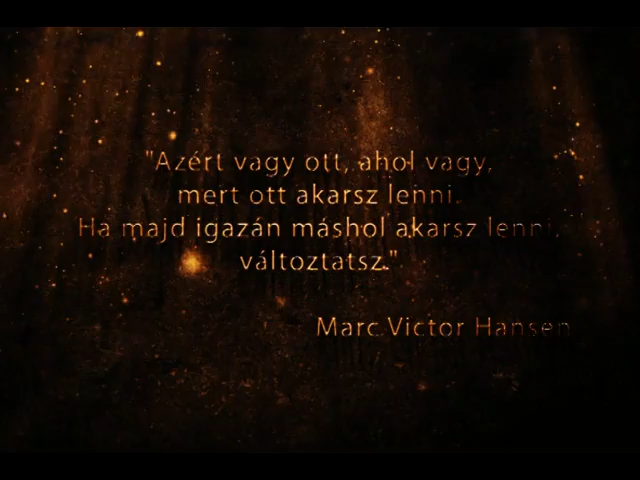 "Azért vagy ott, ahol vagy,
mert ott akarsz lenni.
Ha majd igazán máshol akarsz lenni,
változtatsz."
Marc Victor Hansen